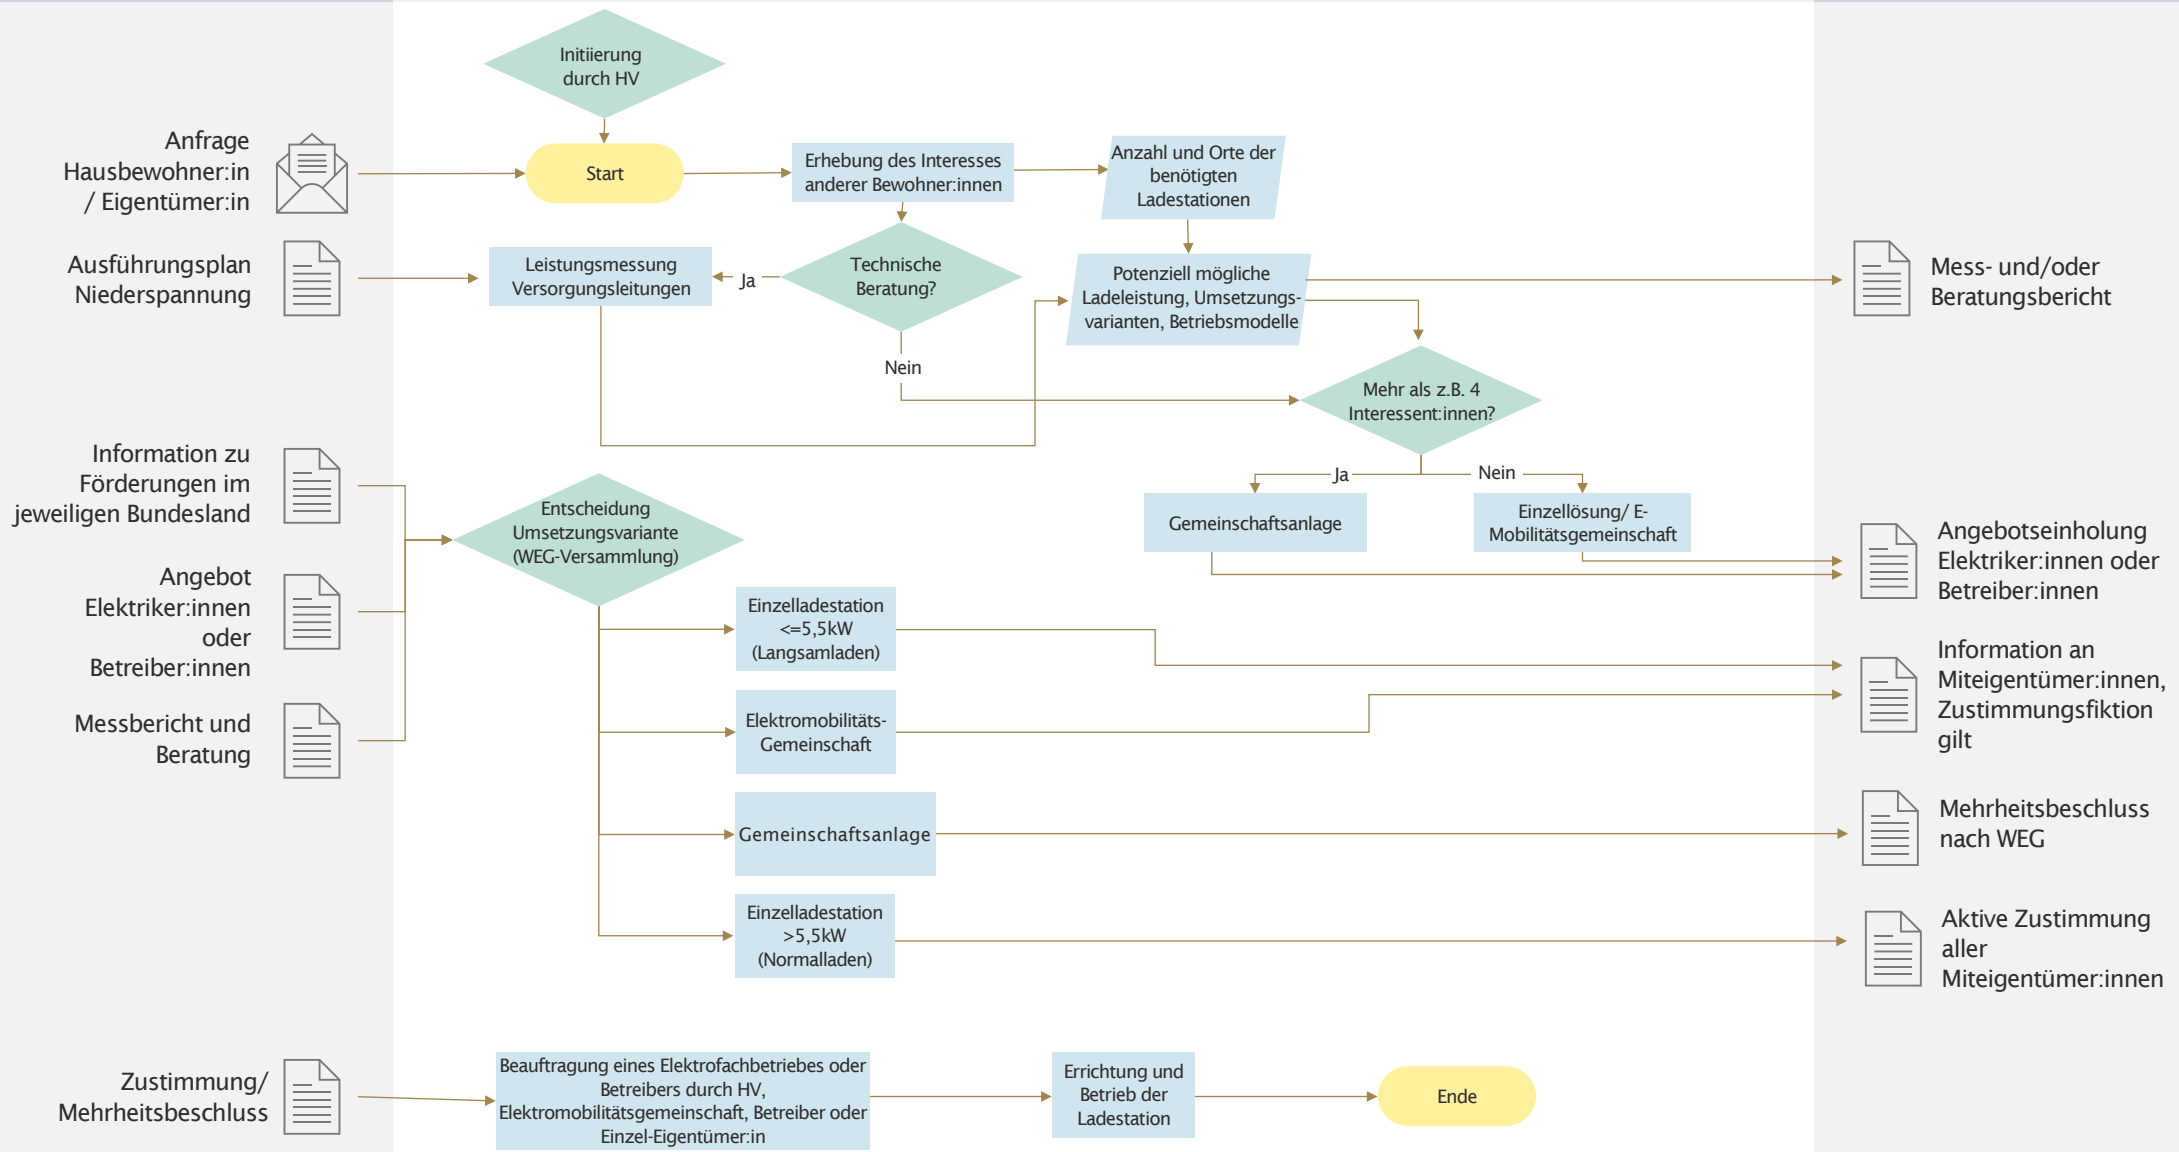 Initiierung
durch HV
Anfrage
Hausbewohner:in
/ Eigentümer:in
Start
Erhebung des Interesses
anderer Bewohner:innen
Anzahl und Orte der
benötigten
Ladestationen
Ausführungsplan
Niederspannung
Leistungsmessung
Versorgungsleitungen
Ja
Technische
Beratung?
Nein
Potenziell mögliche
Ladeleistung, Umsetzungs-
varianten, Betriebsmodelle
Mess- und/oder
Beratungsbericht
Mehr als z.B. 4
Interessent:innen?
Ja
Nein
Gemeinschaftsanlage
Einzellösung/ E-
Mobilitätsgemeinschaft
Angebotseinholung
Elektriker:innen oder
Betreiber:innen
Information zu
Förderungen im
jeweiligen Bundesland
Angebot
Elektriker:innen
oder
Betreiber:innen
Messbericht und
Beratung
Entscheidung
Umsetzungsvariante
(WEG-Versammlung)
Einzelladestation
<=5,5kW
(Langsamladen)
Elektromobilitäts-
Gemeinschaft
Information an
Miteigentümer:innen,
Zustimmungsfiktion
gilt
Gemeinschaftsanlage
Mehrheitsbeschluss
nach WEG
Einzelladestation
>5,5kW
(Normalladen)
Aktive Zustimmung
aller
Miteigentümer:innen
Zustimmung/
Mehrheitsbeschluss
Beauftragung eines Elektrofachbetriebes oder
Betreibers durch HV,
Elektromobilitätsgemeinschaft, Betreiber oder
Einzel-Eigentümer:in
Errichtung und
Betrieb der
Ladestation
Ende